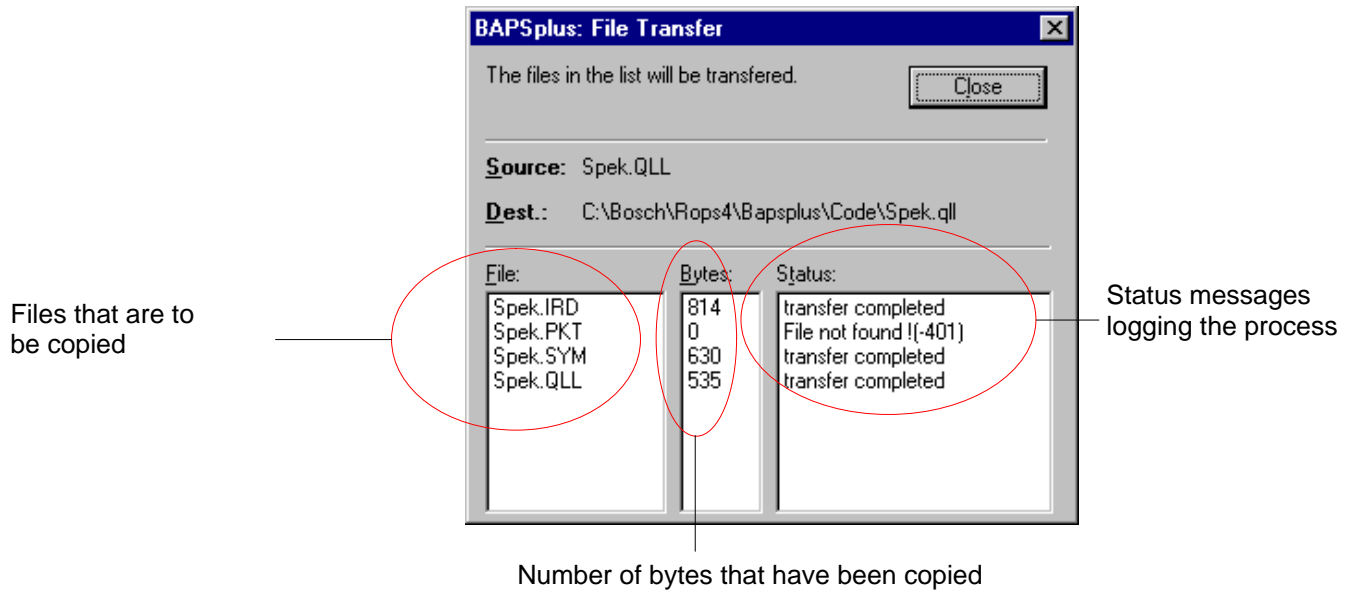 BAPSplus: File Transfer
The files in the list will be transfered.
Close
Source: Spek.QLL
Dest.: C:\Bosch\Rops4\Bapsplus\Code\Spek.qll
File: Bytes: Status:
Spek.IRD 814 transfer completed
Spek.PKT 0 File not found !(-401)
Spek.SYM 630 transfer completed
Spek.QLL 535 transfer completed
Files that are to
be copied
Status messages
logging the process
Number of bytes that have been copied